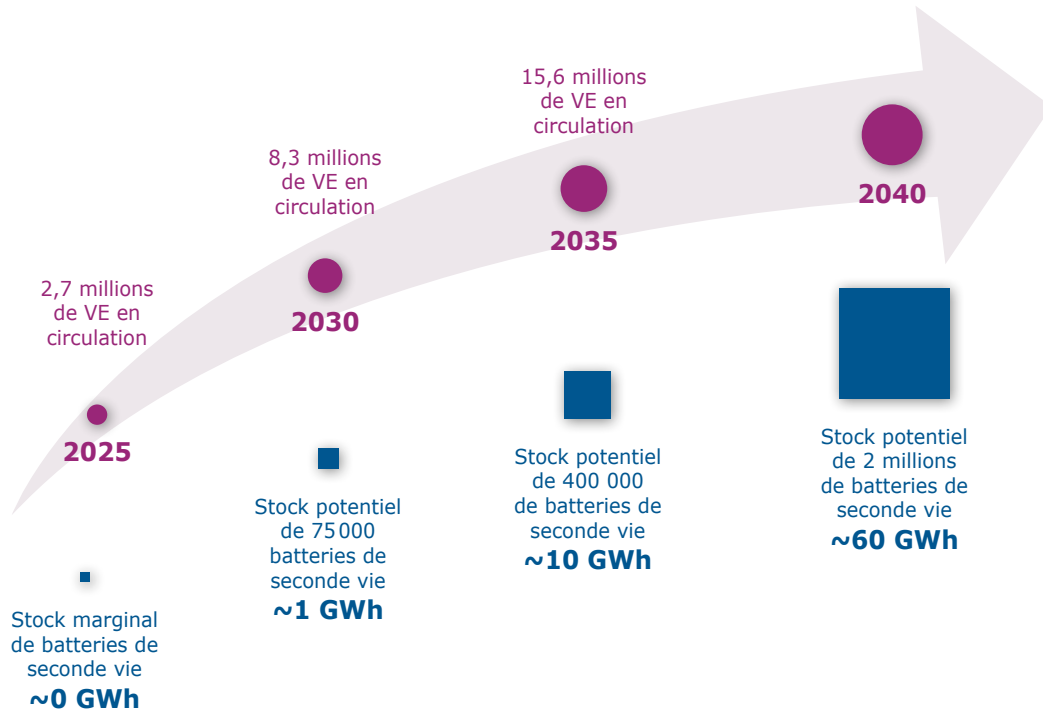 15,6 millions
de VE en
circulation
8,3 millions
de VE en
circulation
2040
2035
2,7 millions
de VE en
circulation
2030
2025
Stock potentiel
de 2 millions
de batteries de
seconde vie
~60 GWh
Stock potentiel
de 400 000
de batteries de
seconde vie
~10 GWh
Stock potentiel
de 75 000
batteries de
seconde vie
~1 GWh
Stock marginal
de batteries de
seconde vie
~0 GWh